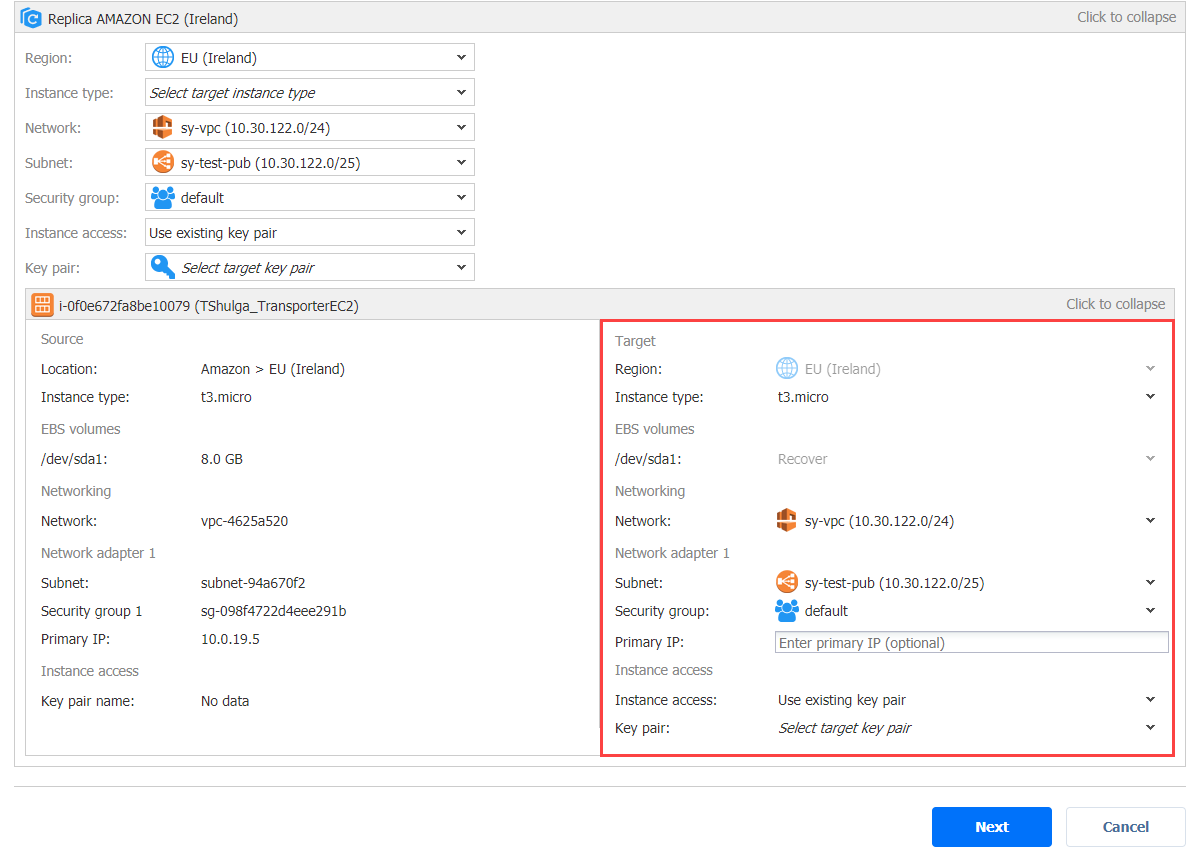 Replica AMAZON EC2 (Ireland) Click to collapse
Region: EU (Ireland)
Instance type: Select target instance type
Network: sy-vpc (10.30.122.0/24)
Subnet: sy-test-pub (10.30.122.0/25)
Security group: default
Instance access: Use existing key pair
Key pair: Select target key pair
i-0f0e672fa8be10079 (TShulga_TransporterEC2) Click to collapse
Source
Location: Amazon > EU (Ireland)
Instance type: t3.micro
EBS volumes
/dev/sda1: 8.0 GB
Networking
Network: vpc-4625a520
Network adapter 1
Subnet: subnet-94a670f2
Security group 1 sg-098f4722d4eee291b
Primary IP: 10.0.19.5
Instance access
Key pair name: No data
Target
Region: EU (Ireland)
Instance type: t3.micro
EBS volumes
/dev/sda1: Recover
Networking
Network: sy-vpc (10.30.122.0/24)
Network adapter 1
Subnet: sy-test-pub (10.30.122.0/25)
Security group: default
Primary IP: Enter primary IP (optional)
Instance access
Instance access: Use existing key pair
Key pair: Select target key pair
Next Cancel